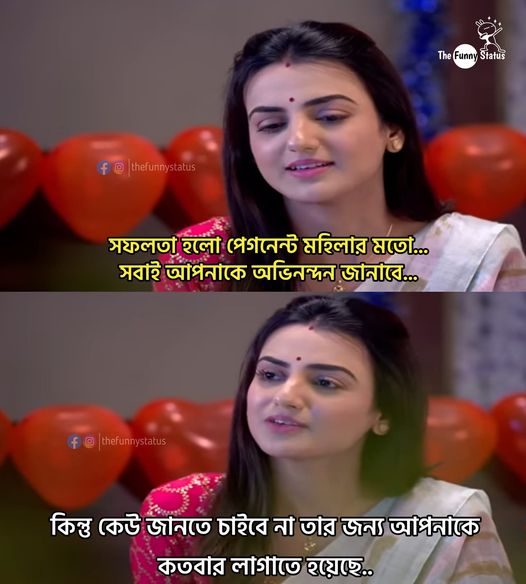 The Funny Status
thefunnystatus
সফলতা হলো পেগনেন্ট মহিলার মতো...
সবাই আপনাকে অভিনন্দন জানাবে...
thefunnystatus
কিন্তু কেউ জানতে চাইবে না তার জন্য আপনাকে
কতবার লাগাতে হয়েছে..